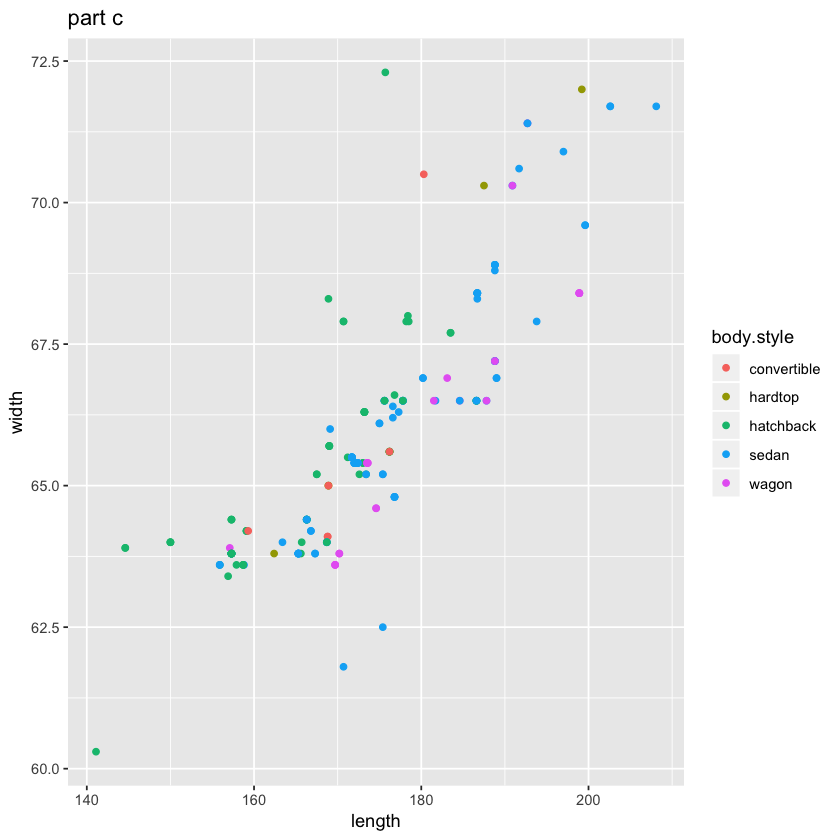 part c
72.5
70.0
67.5
65.0
62.5
60.0
width
140 160 180 200
length
body.style
convertible
hardtop
hatchback
sedan
wagon